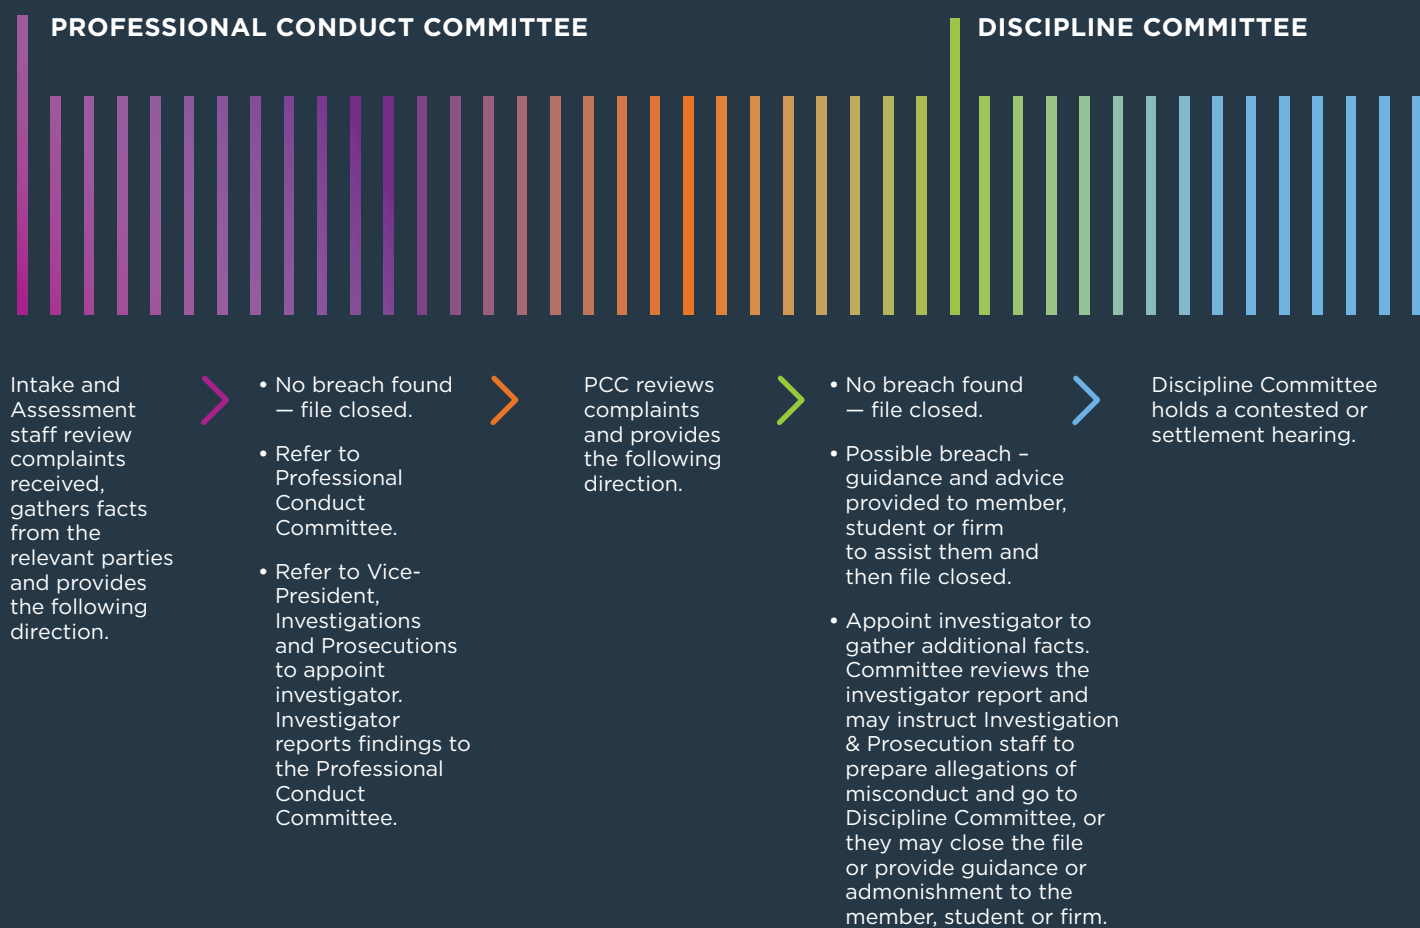 PROFESSIONAL CONDUCT COMMITTEE
DISCIPLINE COMMITTEE
Intake and
Assessment
staff review
complaints
received,
gathers facts
from the
relevant parties
and provides
the following
direction.
• No breach found
— file closed.
• Refer to
Professional
Conduct
Committee.
• Refer to Vice-
President,
Investigations
and Prosecutions
to appoint
investigator.
Investigator
reports findings to
the Professional
Conduct
Committee.
PCC reviews
complaints
and provides
the following
direction.
• No breach found
— file closed.
• Possible breach –
guidance and advice
provided to member,
student or firm
to assist them and
then file closed.
• Appoint investigator to
gather additional facts.
Committee reviews the
investigator report and
may instruct Investigation
& Prosecution staff to
prepare allegations of
misconduct and go to
Discipline Committee, or
they may close the file
or provide guidance or
admonishment to the
member, student or firm.
Discipline Committee
holds a contested or
settlement hearing.